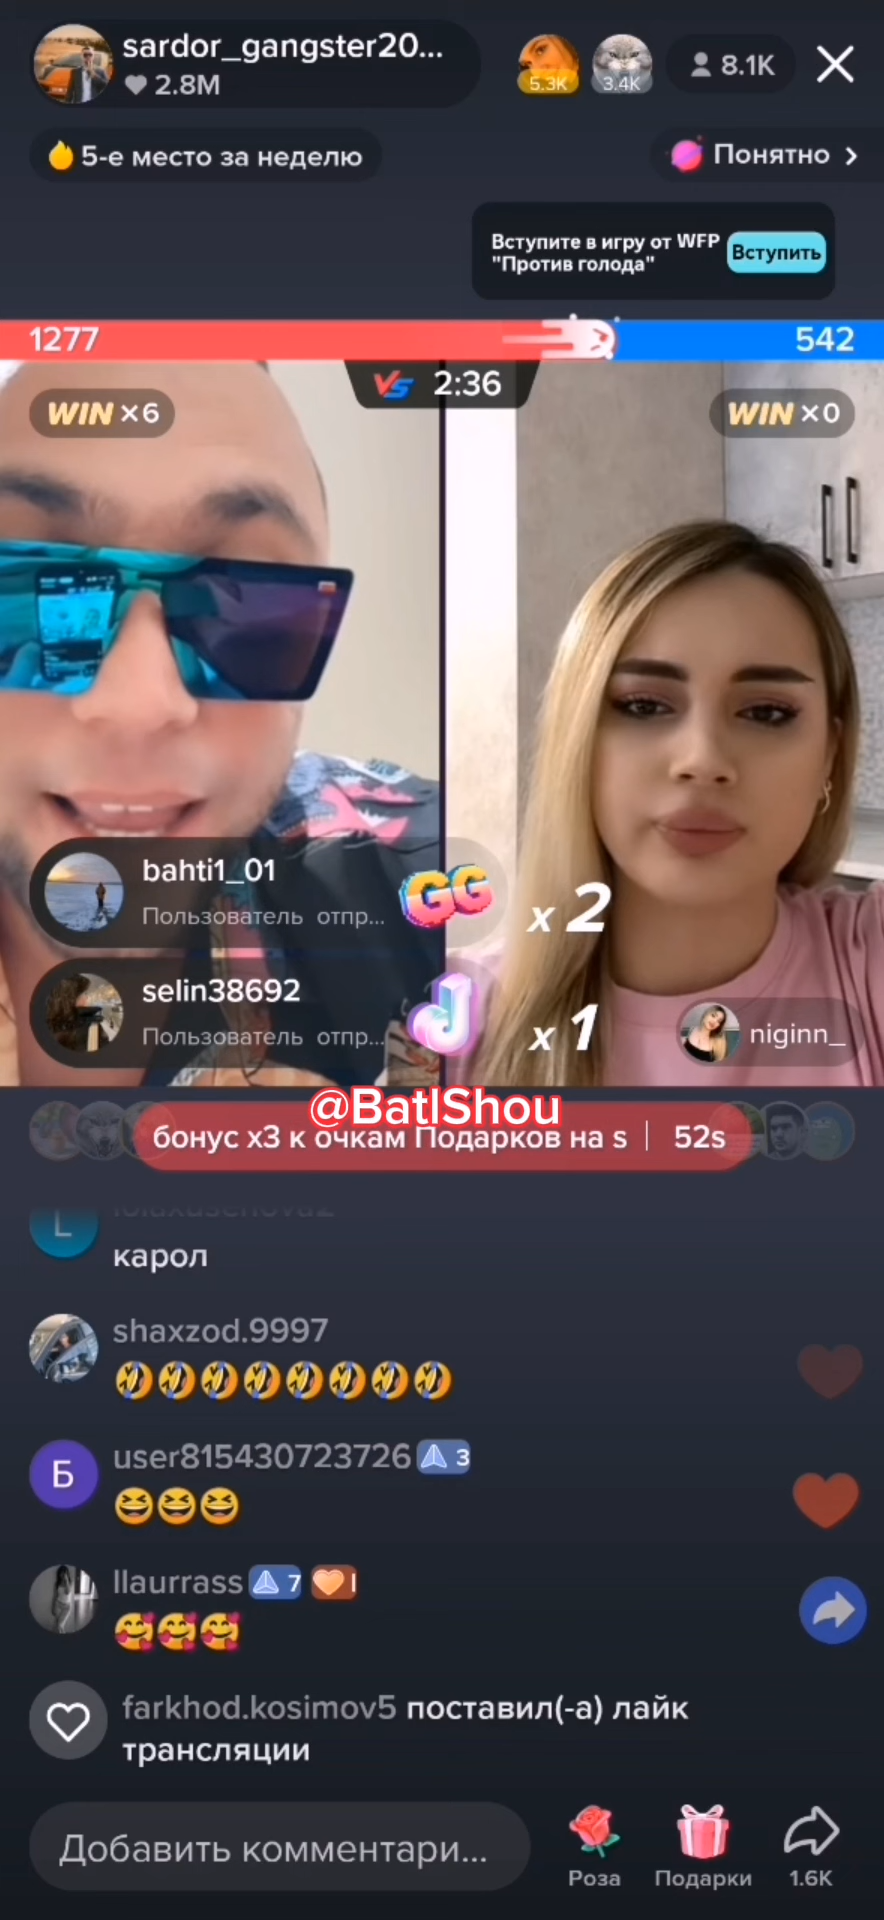 sardor_gangster20...
2.8M
5.3K
3.4K
8.1K
5-е место за неделю
Понятно
Вступите в игру от WFP
"Против голода"
Вступить
1277
542
VS 2:36
WIN ×6
WIN ×0
bahti1_01
Пользователь отпр...
GG
x 2
selin38692
Пользователь отпр...
x 1
niginn_
@BatlShou
бонус x3 к очкам Подарков на s | 52s
L
карол
shaxzod.9997
🤣🤣🤣🤣🤣🤣🤣🤣
Б
user815430723726 3
😆😆😆
llaurrass 7 I
🥰🥰🥰
farkhod.kosimov5 поставил(-а) лайк
трансляции
Добавить комментари...
Роза
Подарки
1.6K